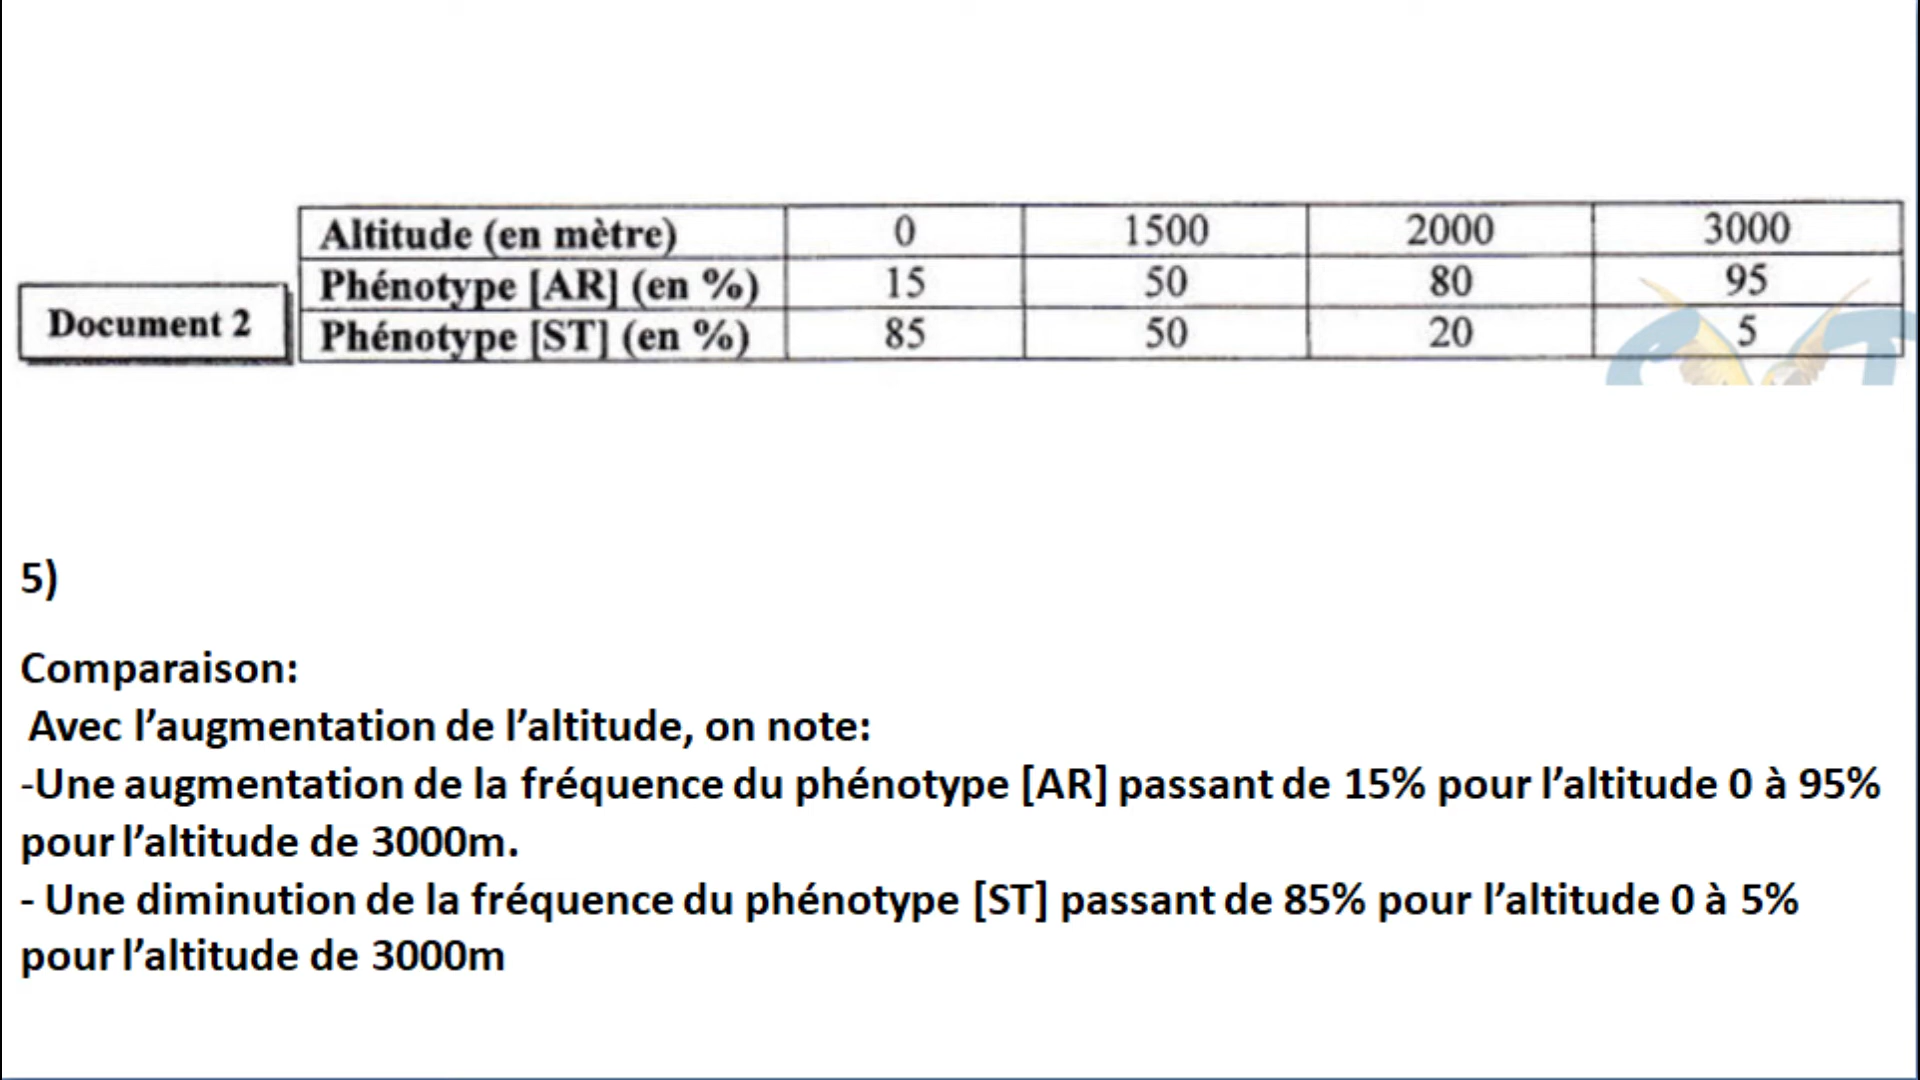 Altitude (en mètre) 0 1500 2000 3000
Phénotype [AR] (en %) 15 50 80 95
Document 2
Phénotype [ST] (en %) 85 50 20 5
5)
Comparaison:
Avec l’augmentation de l’altitude, on note:
-Une augmentation de la fréquence du phénotype [AR] passant de 15% pour l’altitude 0 à 95%
pour l’altitude de 3000m.
- Une diminution de la fréquence du phénotype [ST] passant de 85% pour l’altitude 0 à 5%
pour l’altitude de 3000m